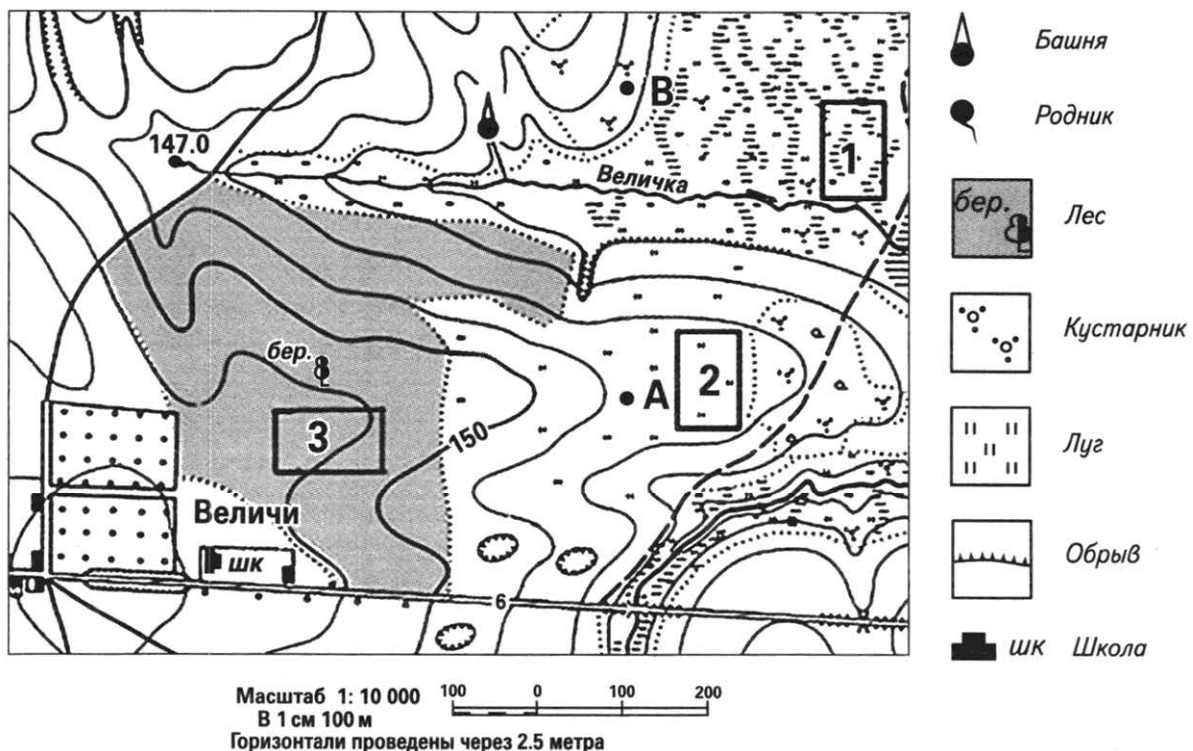 Башня
В
Родник
147.0
1
Величка
бер.
Лес
бер.
Кустарник
А
2
3
150
Луг
Величи
шк
Обрыв
6
шк Школа
Масштаб 1: 10 000
100 0 100 200
В 1 см 100 м
Горизонтали проведены через 2.5 метра